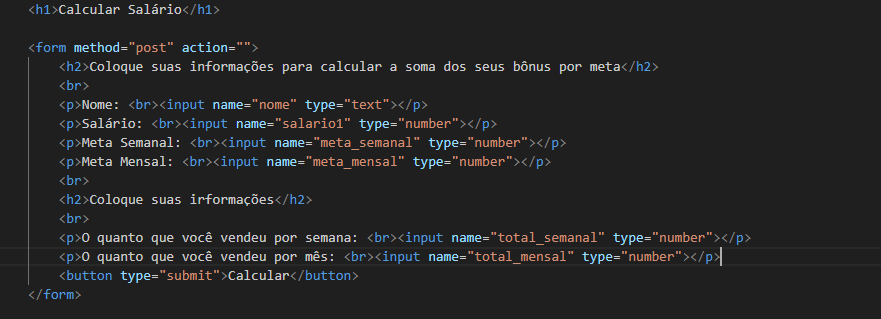 <h1>Calcular Salário</h1>
<form method="post" action="">
<h2>Coloque suas informações para calcular a soma dos seus bônus por meta</h2>
<br>
<p>Nome: <br><input name="nome" type="text"></p>
<p>Salário: <br><input name="salario1" type="number"></p>
<p>Meta Semanal: <br><input name="meta_semanal" type="number"></p>
<p>Meta Mensal: <br><input name="meta_mensal" type="number"></p>
<br>
<h2>Coloque suas irformações</h2>
<br>
<p>O quanto que você vendeu por semana: <br><input name="total_semanal" type="number"></p>
<p>O quanto que você vendeu por mês: <br><input name="total_mensal" type="number"></p>
<button type="submit">Calcular</button>
</form>